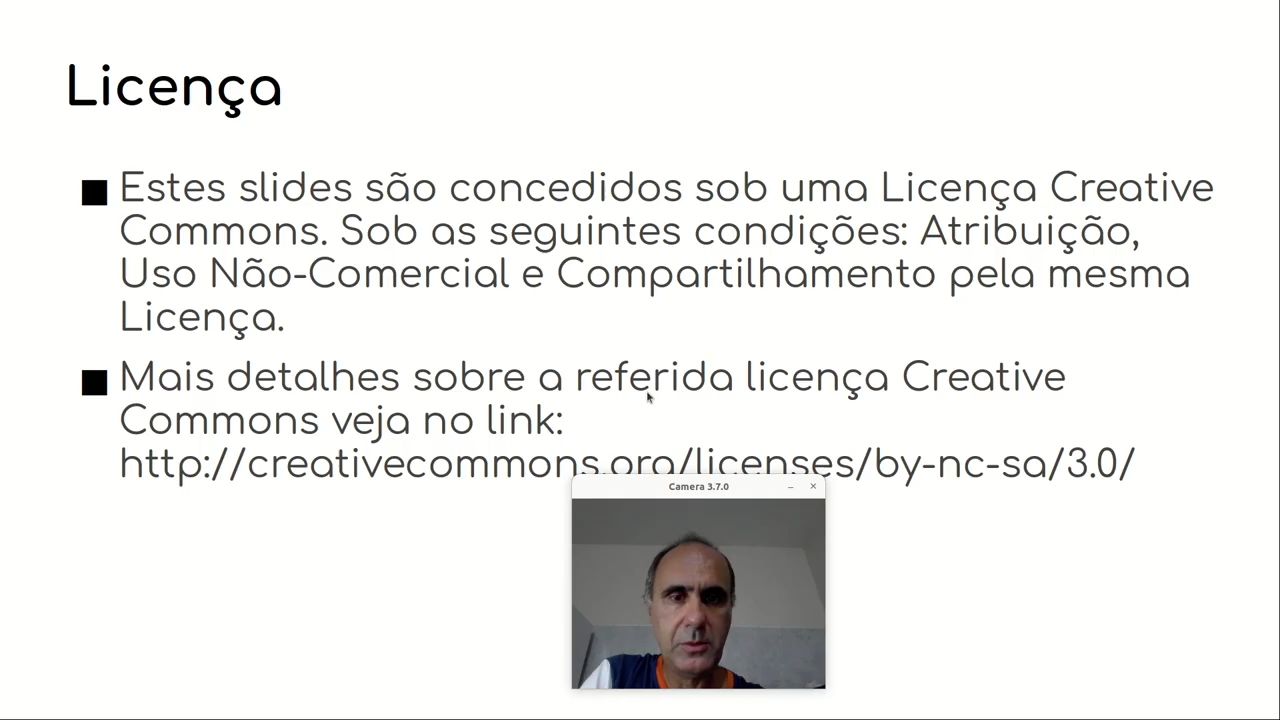 Licença
Estes slides são concedidos sob uma Licença Creative
Commons. Sob as seguintes condições: Atribuição,
Uso Não-Comercial e Compartilhamento pela mesma
Licença.
Mais detalhes sobre a referida licença Creative
Commons veja no link:
http://creativecommons.org/licenses/by-nc-sa/3.0/
Camera 3.7.0